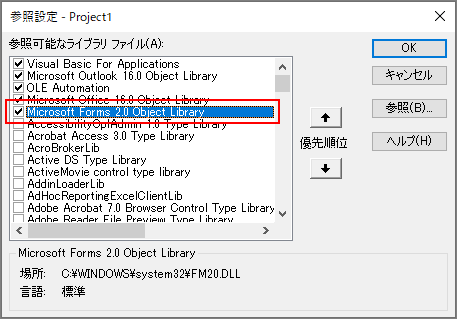 参照設定 - Project1
参照可能なライブラリ ファイル(A):
Visual Basic For Applications
Microsoft Outlook 16.0 Object Library
OLE Automation
Microsoft Office 16.0 Object Library
Microsoft Forms 2.0 Object Library
AccessibilityCplAdmin 1.0 Type Library
Acrobat Access 3.0 Type Library
AcroBrokerLib
Active DS Type Library
ActiveMovie control type library
AddinLoaderLib
AdHocReportingExcelClientLib
Adobe Acrobat 7.0 Browser Control Type Library
Adobe Reader File Preview Type Library
OK
キャンセル
参照(B)...
ヘルプ(H)
優先順位
Microsoft Forms 2.0 Object Library
場所: C:¥WINDOWS¥system32¥FM20.DLL
言語: 標準